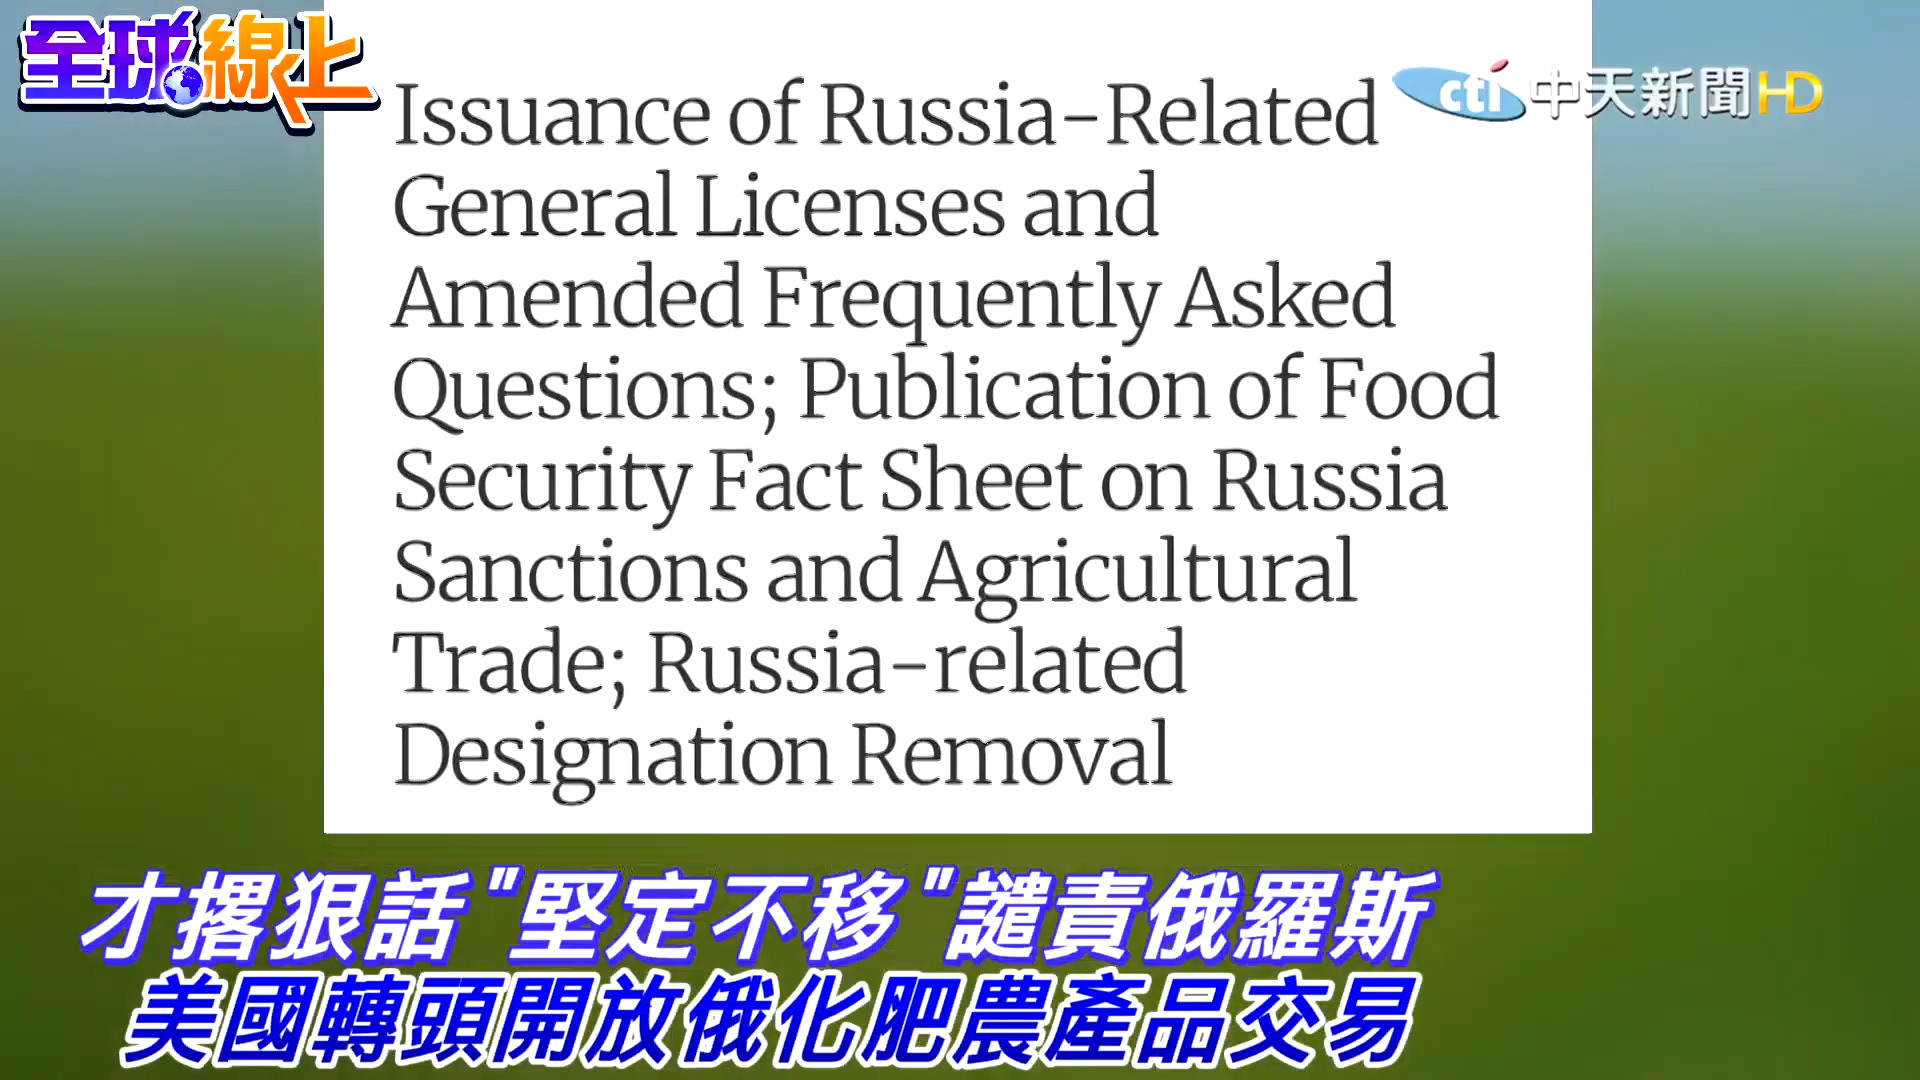 全球線上
cti中天新聞HD
Issuance of Russia-Related
General Licenses and
Amended Frequently Asked
Questions; Publication of Food
Security Fact Sheet on Russia
Sanctions and Agricultural
Trade; Russia-related
Designation Removal
才撂狠話"堅定不移"譴責俄羅斯
美國轉頭開放俄化肥農產品交易